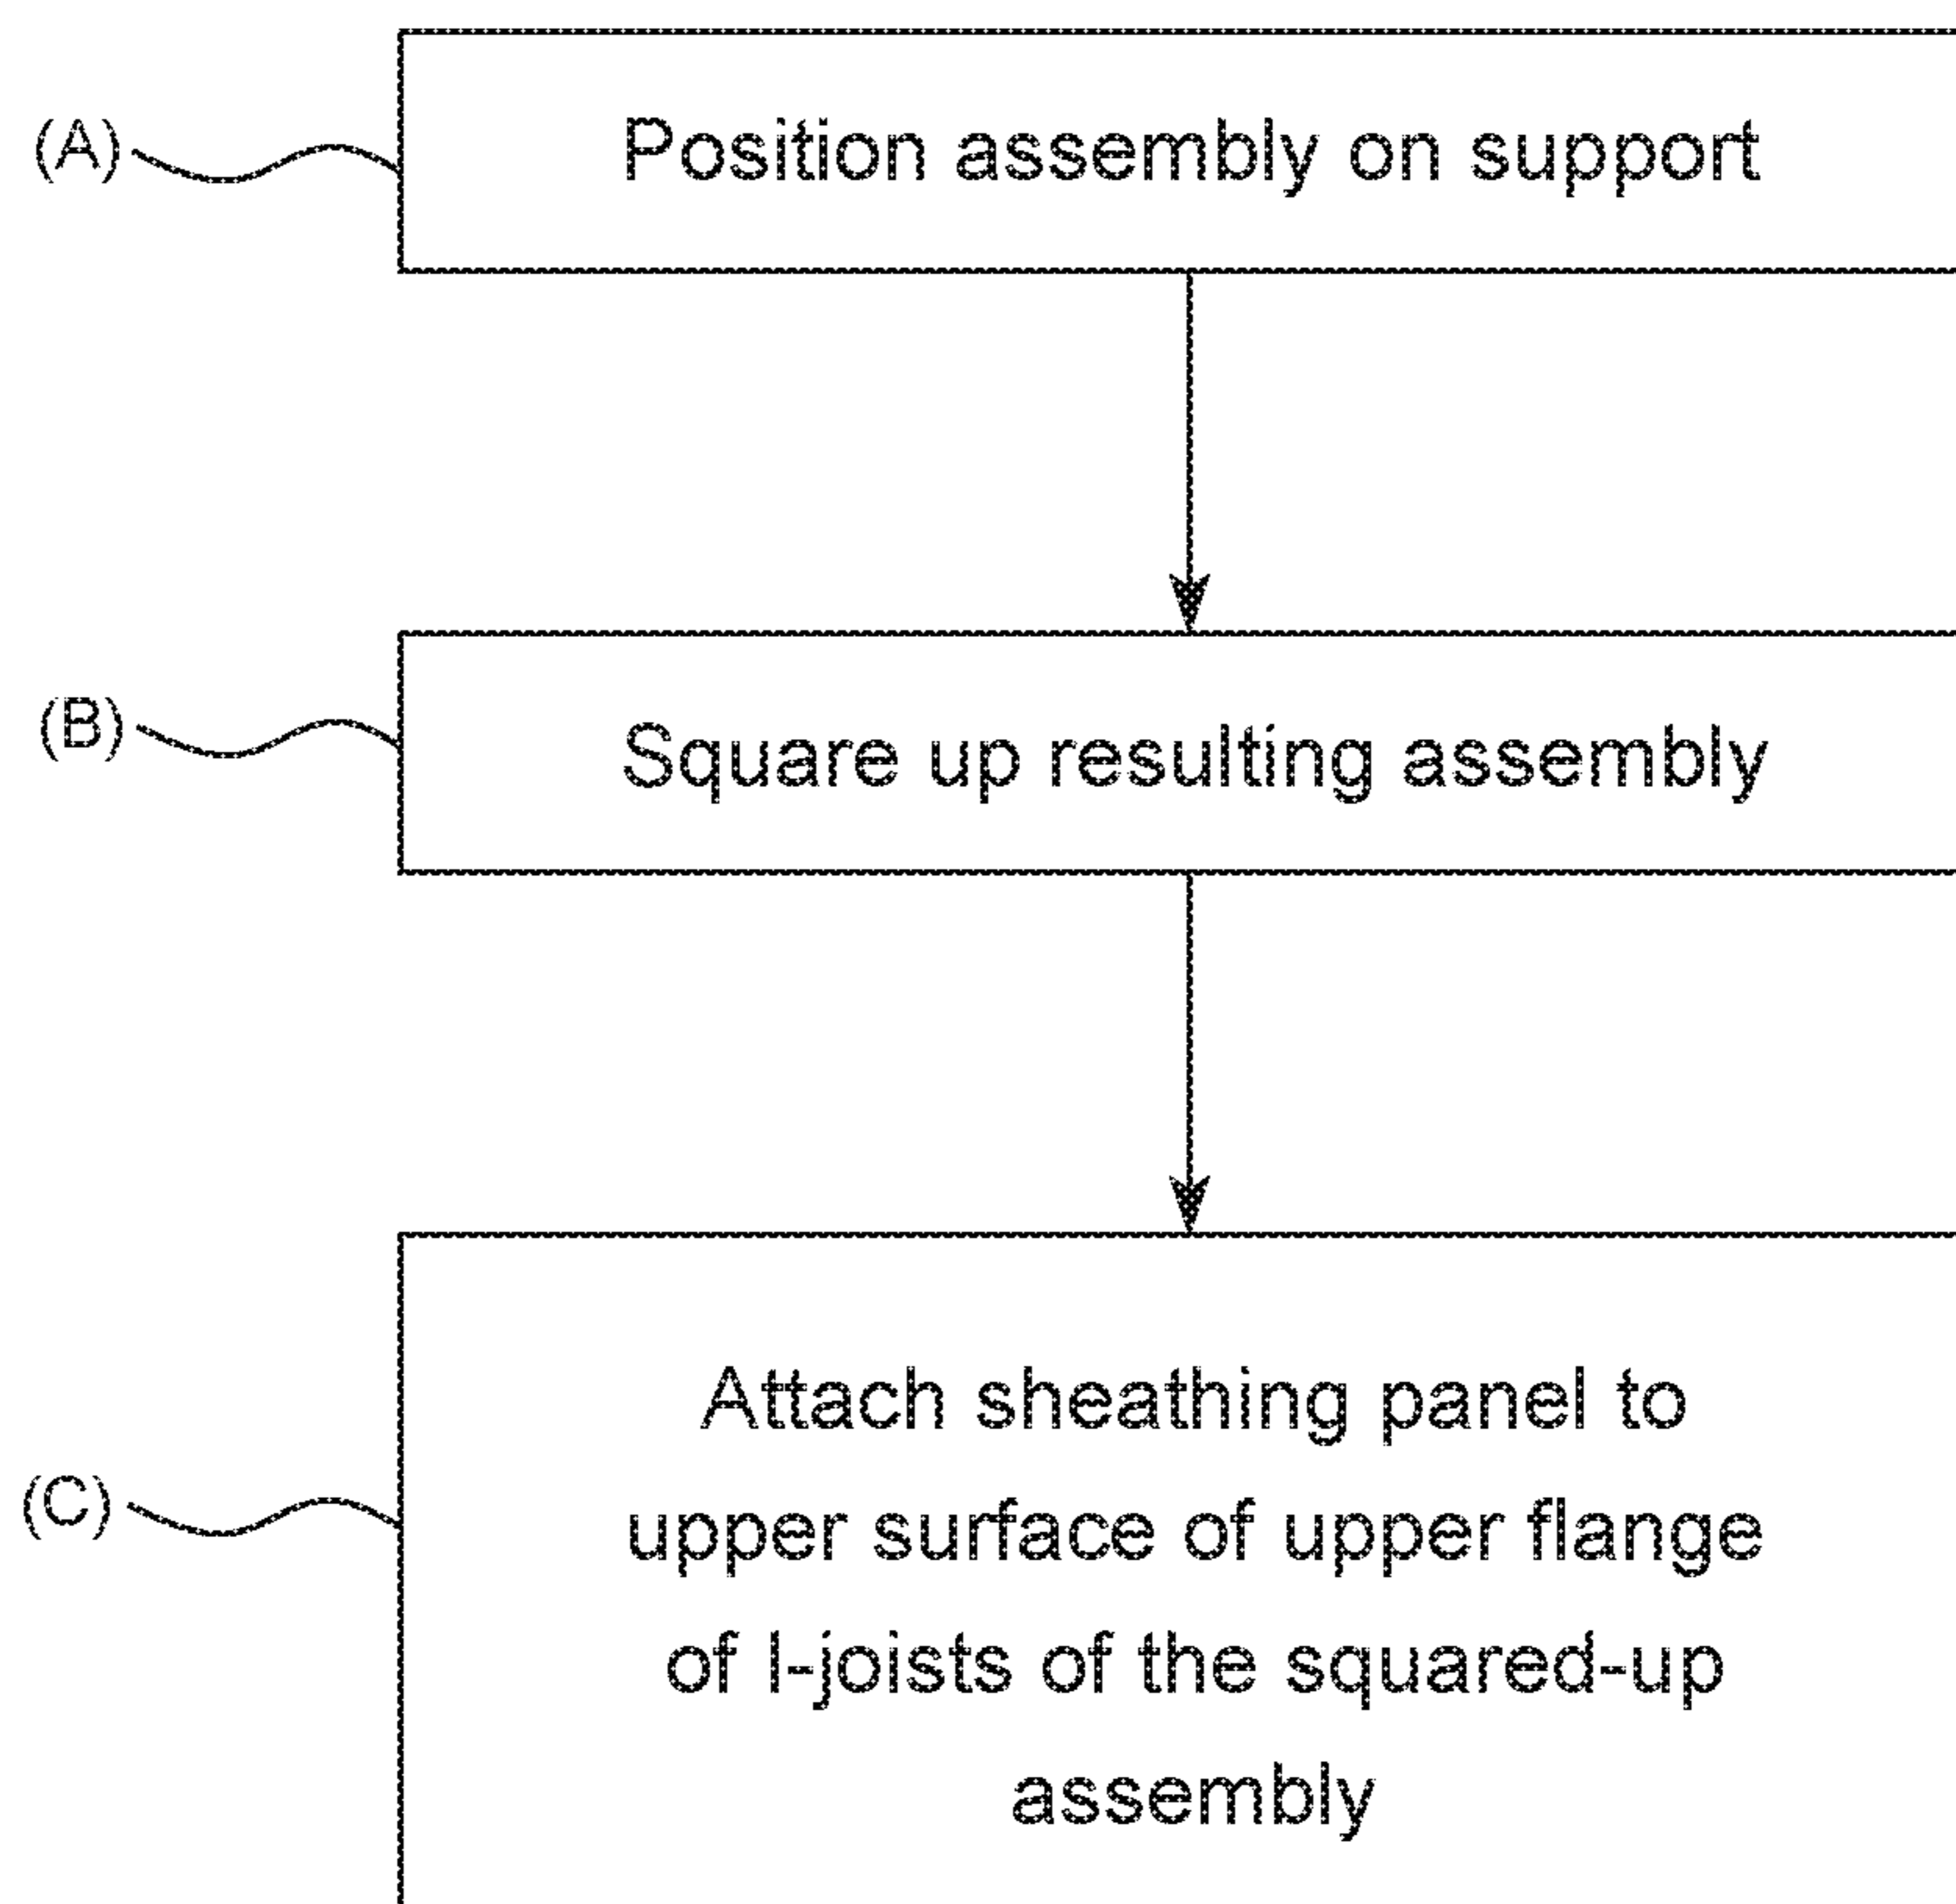 (A)
Position assembly on support
(B)
Square up resulting assembly
(C)
Attach sheathing panel to
upper surface of upper flange
of I-joists of the squared-up
assembly